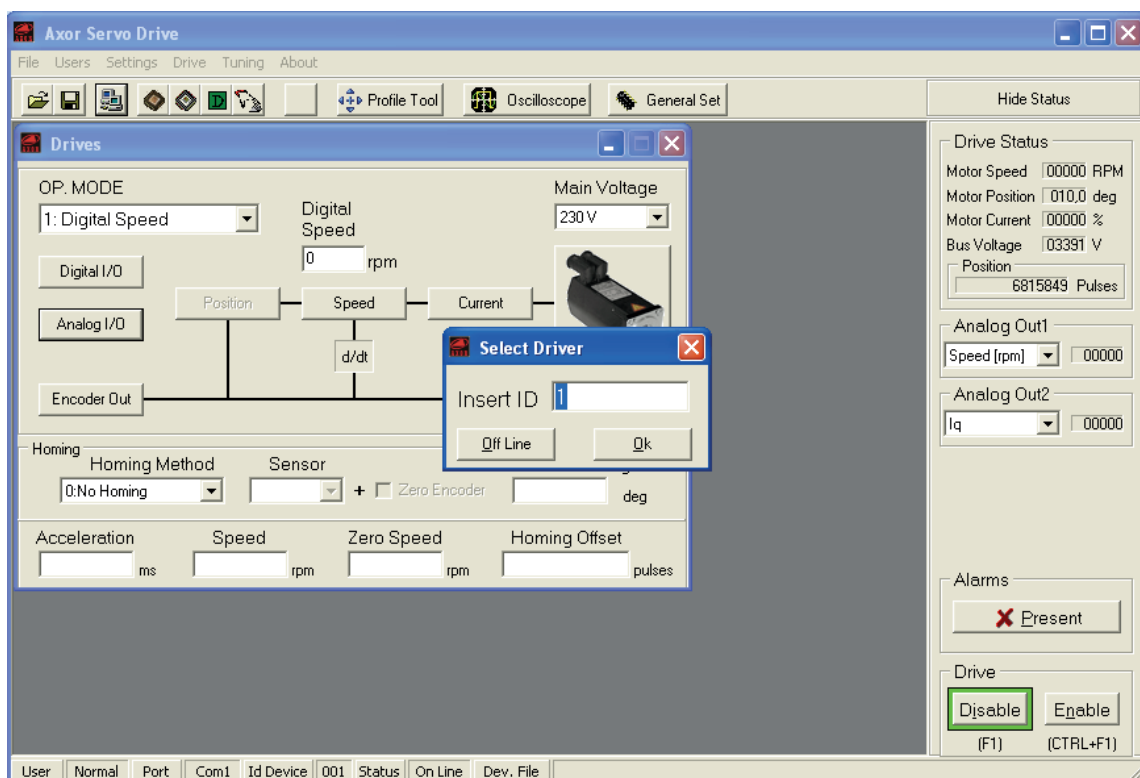 Axor Servo Drive
File Users Settings Drive Tuning About
Profile Tool Oscilloscope General Set Hide Status
Drives
OP. MODE
1: Digital Speed
Digital
Speed
0 rpm
Main Voltage
230 V
Digital I/O
Analog I/O
Encoder Out
Position Speed Current
d/dt
Select Driver
Insert ID 1
Off Line Ok
Homing
Homing Method Sensor
0:No Homing + Zero Encoder deg
Acceleration Speed Zero Speed Homing Offset
ms rpm rpm pulses
Drive Status
Motor Speed 00000 RPM
Motor Position 010,0 deg
Motor Current 00000 %
Bus Voltage 03391 V
Position
6815849 Pulses
Analog Out1
Speed [rpm] 00000
Analog Out2
Iq 00000
Alarms
Present
Drive
Disable Enable
(F1) (CTRL+F1)
User Normal Port Com1 Id Device 001 Status On Line Dev. File